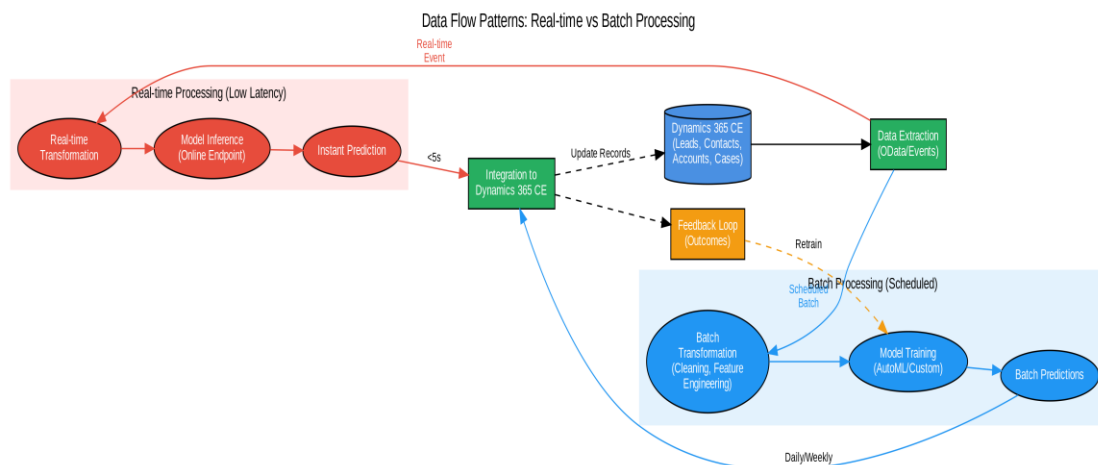 Data Flow Patterns: Real-time vs Batch Processing
Real-time
Event
Real-time Processing (Low Latency)
Real-time
Transformation
Model Inference
(Online Endpoint)
Instant Prediction
<5s
Integration to
Dynamics 365 CE
Update Records
Dynamics 365 CE
(Leads, Contacts,
Accounts, Cases)
Data Extraction
(OData/Events)
Feedback Loop
(Outcomes)
Retrain
Batch Processing (Scheduled)
Scheduled
Batch
Batch
Transformation
(Cleaning, Feature
Engineering)
Model Training
(AutoML/Custom)
Batch Predictions
Daily/Weekly